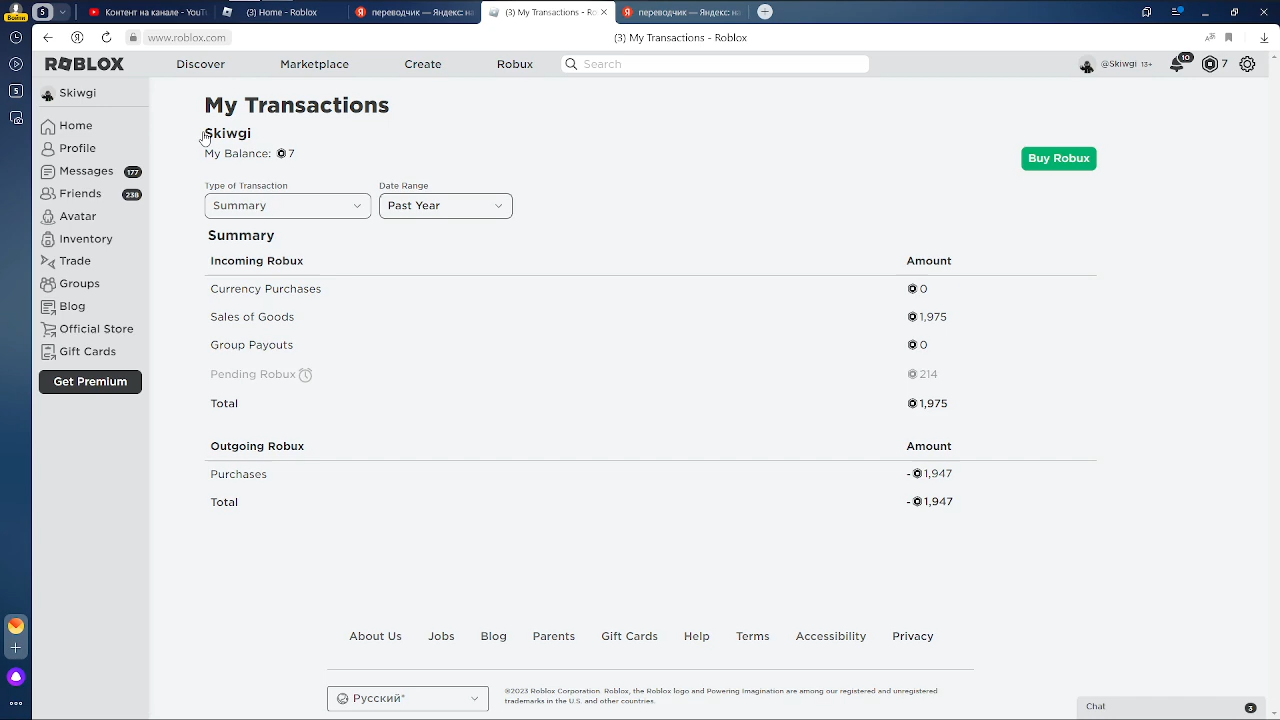 5
Контент на канале — YouTu
Home - Roblox
переводчик — Яндекс: на
(3) My Transactions - Ro
переводчик — Яндекс: на
www.roblox.com
(3) My Transactions - Roblox
ROBLOX
Discover
Marketplace
Create
Robux
Search
@Skiwgi 13+
10
7
5
Skiwgi
Home
Profile
Messages 177
Friends 238
Avatar
Inventory
Trade
Groups
Blog
Official Store
Gift Cards
Get Premium
My Transactions
Skiwgi
My Balance: 7
Buy Robux
Type of Transaction
Date Range
Summary
Past Year
Summary
Incoming Robux Amount
Currency Purchases 0
Sales of Goods 1,975
Group Payouts 0
Pending Robux 214
Total 1,975
Outgoing Robux Amount
Purchases -1,947
Total -1,947
About Us Jobs Blog Parents Gift Cards Help Terms Accessibility Privacy
Русский*
©2023 Roblox Corporation. Roblox, the Roblox logo and Powering Imagination are among our registered and unregistered
trademarks in the U.S. and other countries.
Chat 3